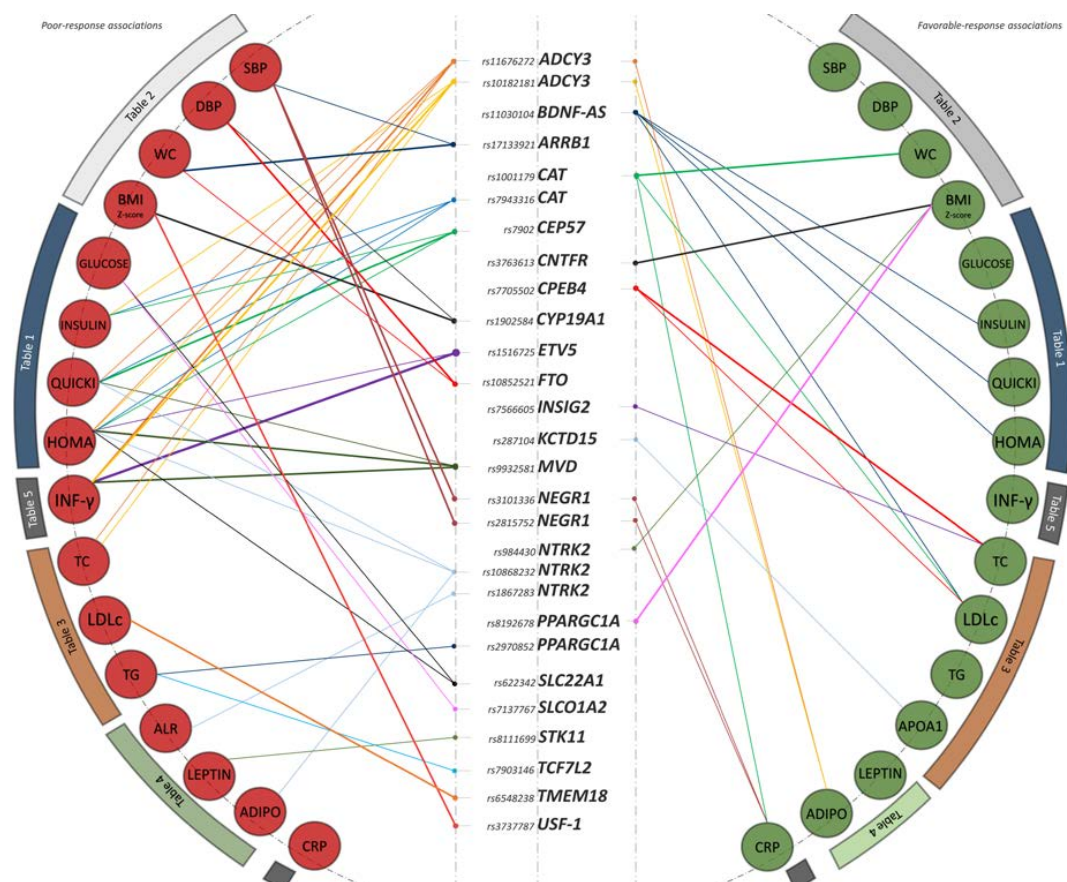 Poor-response associations
Favorable-response associations
Table 2
Table 1
Table 5
Table 3
Table 4
SBP
DBP
WC
BMI
Z-score
GLUCOSE
INSULIN
QUICKI
HOMA
INF-γ
TC
LDLc
TG
ALR
LEPTIN
ADIPO
CRP
rs11676272 ADCY3
rs10182181 ADCY3
rs11030104 BDNF-AS
rs17133921 ARRB1
rs1001179 CAT
rs7943316 CAT
rs7902 CEP57
rs3763613 CNTFR
rs7705502 CPEB4
rs1902584 CYP19A1
rs1516725 ETV5
rs10852521 FTO
rs7566605 INSIG2
rs287104 KCTD15
rs9932581 MVD
rs3101336 NEGR1
rs2815752 NEGR1
rs984430 NTRK2
rs10868232 NTRK2
rs1867283 NTRK2
rs8192678 PPARGC1A
rs2970852 PPARGC1A
rs622342 SLC22A1
rs7137767 SLCO1A2
rs8111699 STK11
rs7903146 TCF7L2
rs6548238 TMEM18
rs3737787 USF-1
SBP
DBP
WC
BMI
Z-score
GLUCOSE
INSULIN
QUICKI
HOMA
INF-γ
TC
LDLc
TG
APOA1
LEPTIN
ADIPO
CRP
Table 2
Table 1
Table 5
Table 3
Table 4